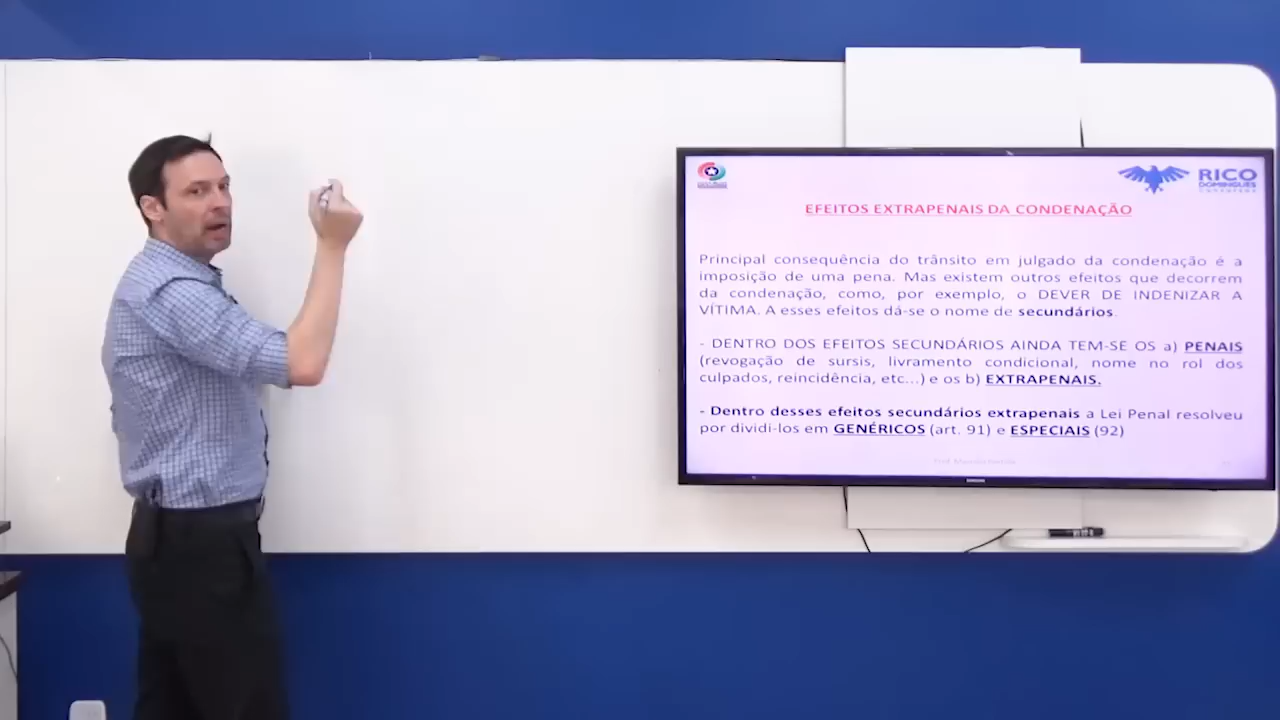 RICO
DOMINGUES
EFEITOS EXTRAPENAIS DA CONDENAÇÃO
Principal consequência do trânsito em julgado da condenação é a
imposição de uma pena. Mas existem outros efeitos que decorrem
da condenação, como, por exemplo, o DEVER DE INDENIZAR A
VÍTIMA. A esses efeitos dá-se o nome de secundários.
- DENTRO DOS EFEITOS SECUNDÁRIOS AINDA TEM-SE OS a) PENAIS
(revogação de sursis, livramento condicional, nome no rol dos
culpados, reincidência, etc...) e os b) EXTRAPENAIS.
- Dentro desses efeitos secundários extrapenais a Lei Penal resolveu
por dividi-los em GENÉRICOS (art. 91) e ESPECIAIS (92)